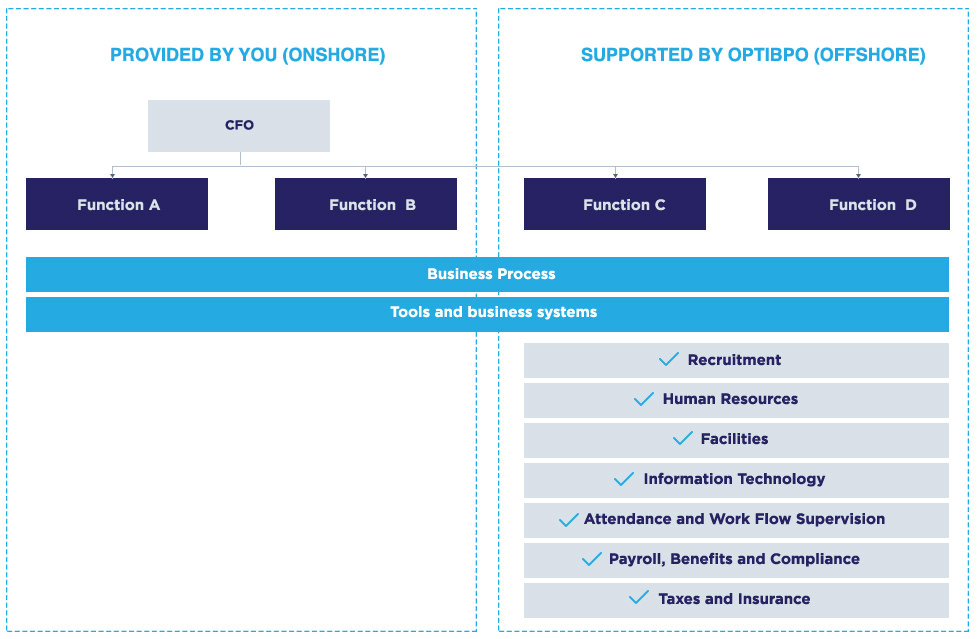 PROVIDED BY YOU (ONSHORE)
SUPPORTED BY OPTIBPO (OFFSHORE)
CFO
Function A
Function B
Function C
Function D
Business Process
Tools and business systems
Recruitment
Human Resources
Facilities
Information Technology
Attendance and Work Flow Supervision
Payroll, Benefits and Compliance
Taxes and Insurance